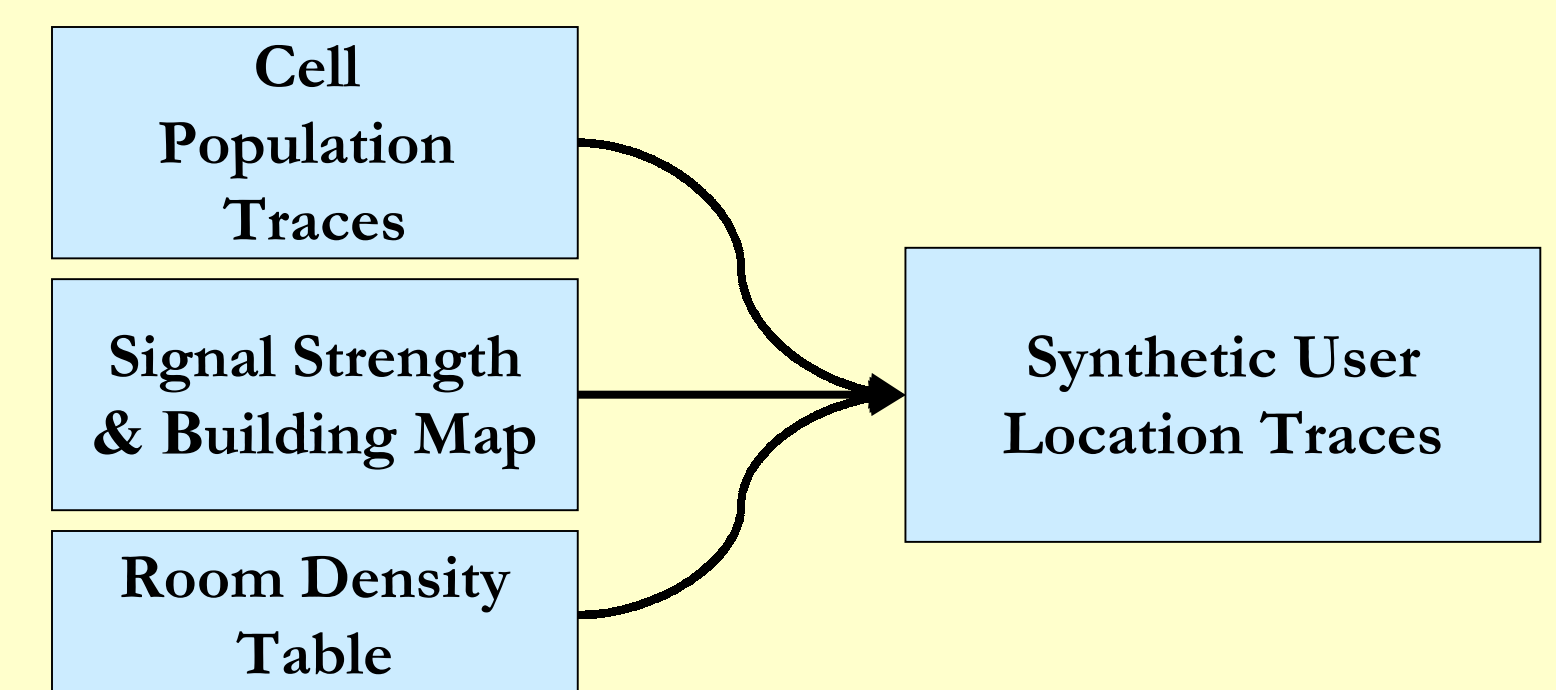 Cell
Population
Traces
Signal Strength
& Building Map
Room Density
Table
Synthetic User
Location Traces